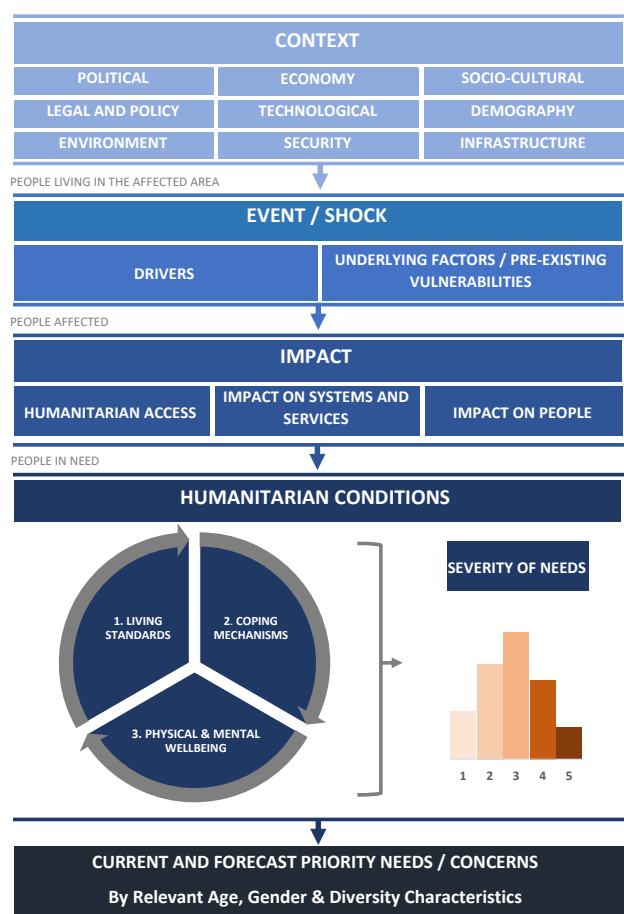 CONTEXT
POLITICAL
ECONOMY
SOCIO-CULTURAL
LEGAL AND POLICY
TECHNOLOGICAL
DEMOGRAPHY
ENVIRONMENT
SECURITY
INFRASTRUCTURE
PEOPLE LIVING IN THE AFFECTED AREA
EVENT / SHOCK
DRIVERS
UNDERLYING FACTORS / PRE-EXISTING
VULNERABILITIES
PEOPLE AFFECTED
IMPACT
HUMANITARIAN ACCESS
IMPACT ON SYSTEMS AND
SERVICES
IMPACT ON PEOPLE
PEOPLE IN NEED
HUMANITARIAN CONDITIONS
1. LIVING
STANDARDS
2. COPING
MECHANISMS
3. PHYSICAL & MENTAL
WELLBEING
SEVERITY OF NEEDS
1 2 3 4 5
CURRENT AND FORECAST PRIORITY NEEDS / CONCERNS
By Relevant Age, Gender & Diversity Characteristics